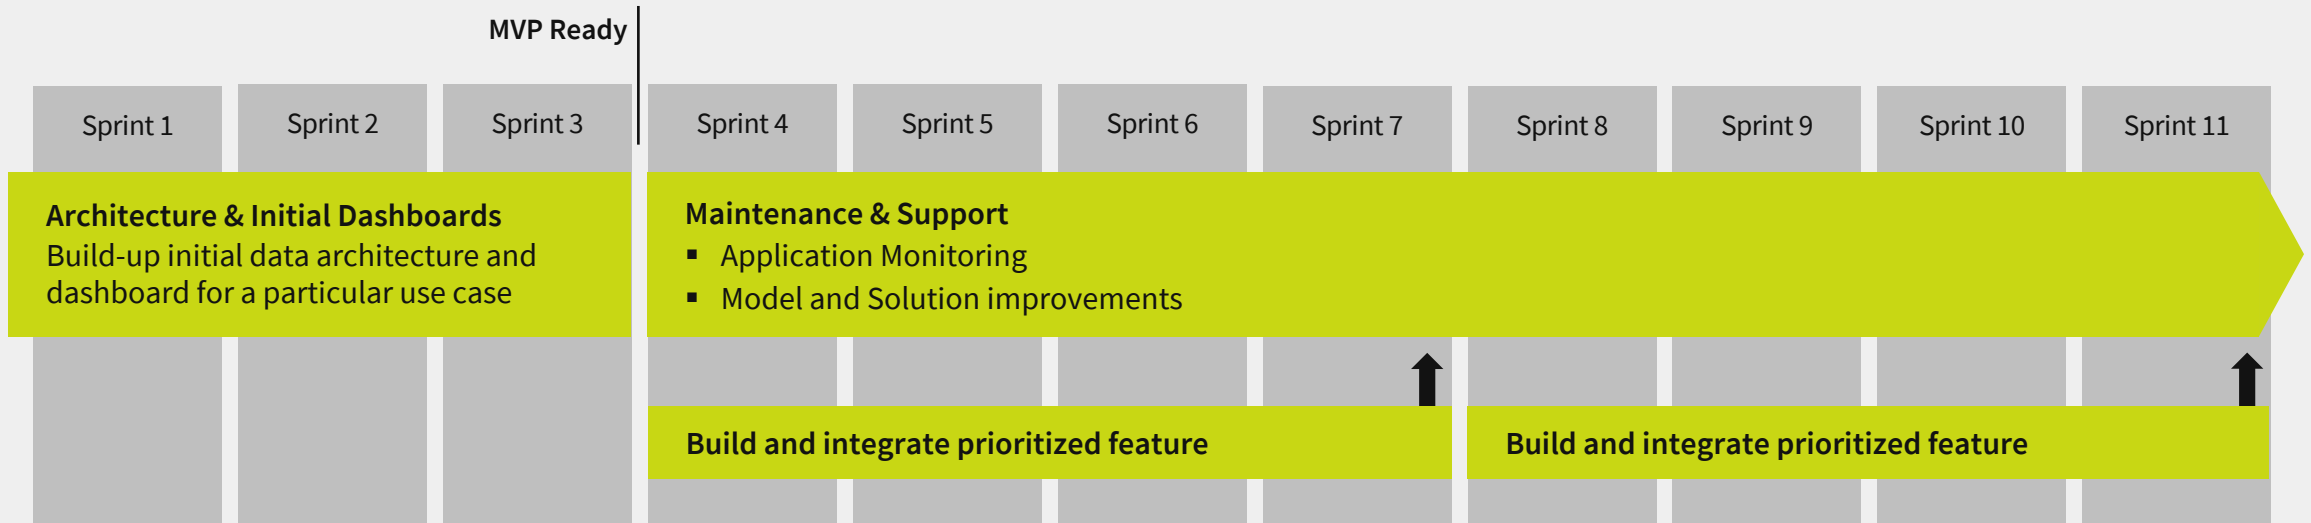 MVP Ready
Sprint 1
Sprint 2
Sprint 3
Sprint 4
Sprint 5
Sprint 6
Sprint 7
Sprint 8
Sprint 9
Sprint 10
Sprint 11
Architecture & Initial Dashboards
Build-up initial data architecture and
dashboard for a particular use case
Maintenance & Support
▪ Application Monitoring
▪ Model and Solution improvements
Build and integrate prioritized feature
Build and integrate prioritized feature